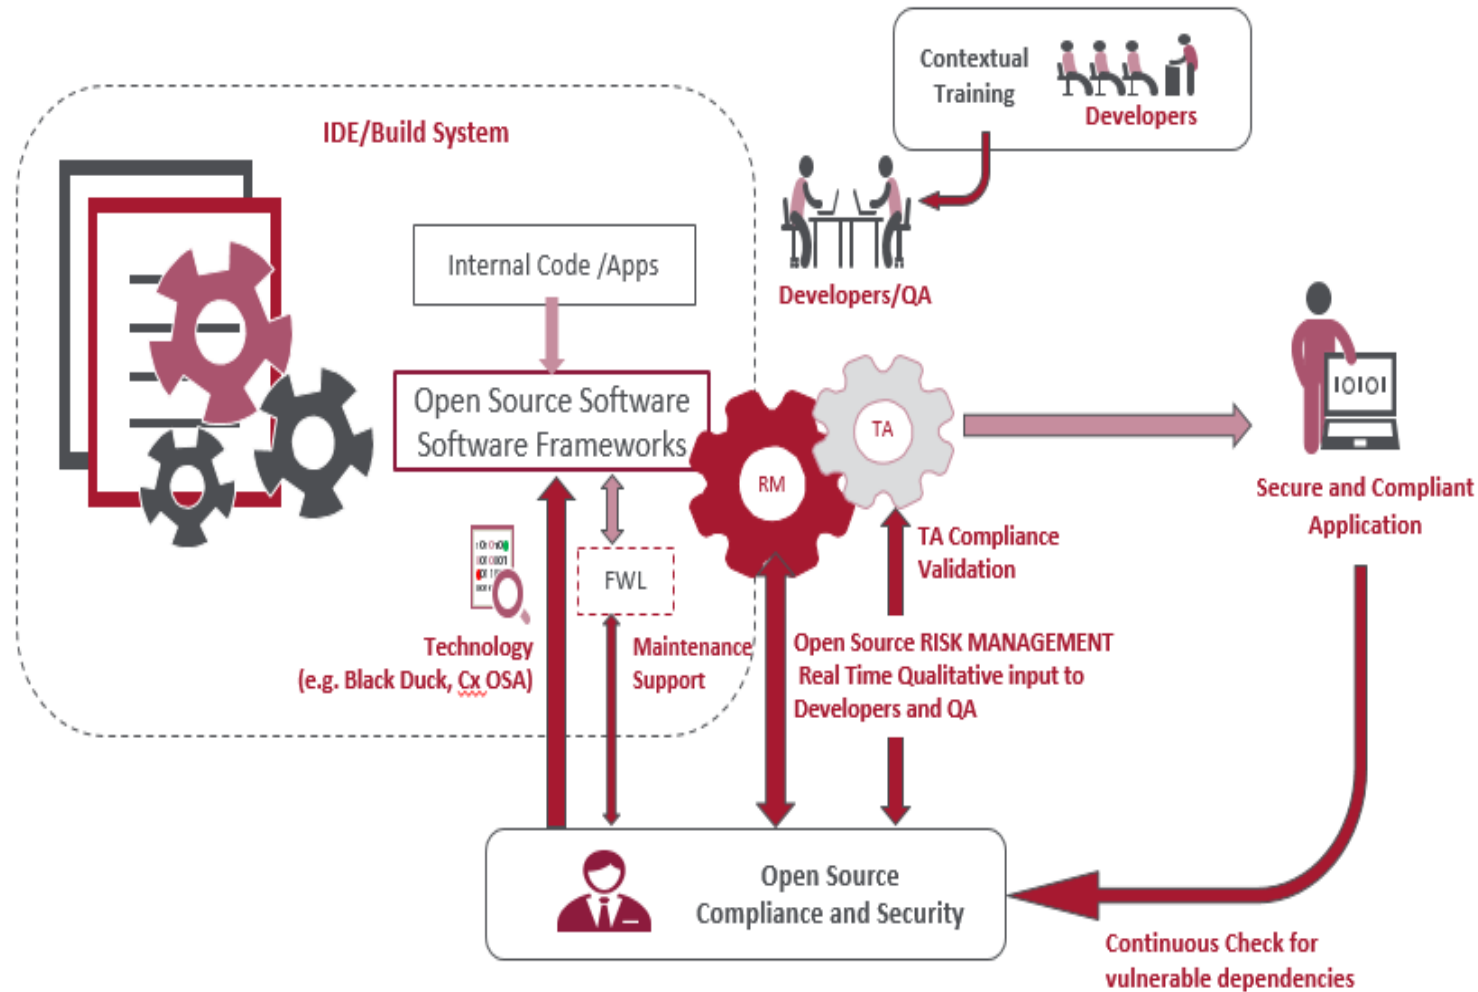 Contextual
Training
Developers
IDE/Build System
Internal Code /Apps
Developers/QA
Open Source Software
Software Frameworks
TA
RM
10101
Secure and Compliant
Application
TA Compliance
Validation
FWL
Technology
(e.g. Black Duck, Cx OSA)
Maintenance
Support
Open Source RISK MANAGEMENT
Real Time Qualitative input to
Developers and QA
Open Source
Compliance and Security
Continuous Check for
vulnerable dependencies